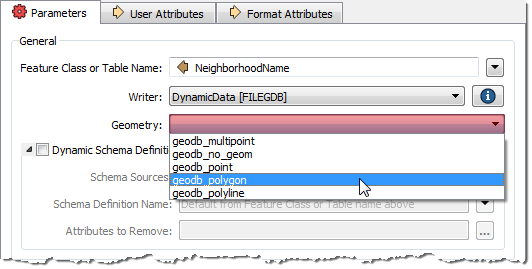 Parameters User Attributes Format Attributes
General
Feature Class or Table Name: NeighborhoodName
Writer: DynamicData [FILEGDB]
Geometry:
geodb_multipoint
Dynamic Schema Definiti geodb_no_geom
geodb_point
Schema Sources geodb_polygon
geodb_polyline
Schema Definition Name: Default from Feature Class or Table name above
Attributes to Remove: ...